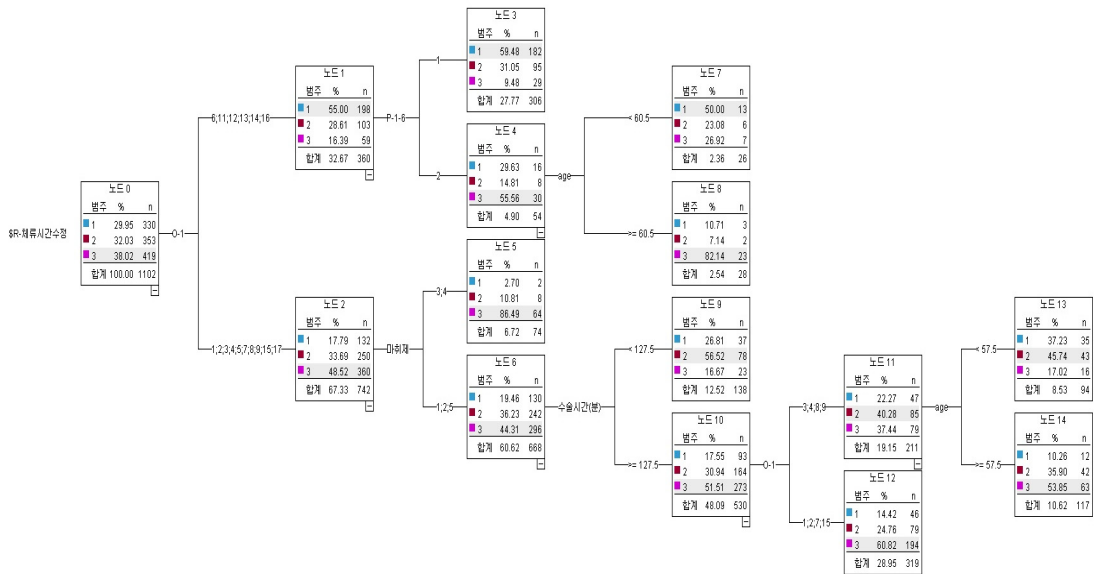 $R-체류시간수정
노드 0
범주 % n
1 29.95 330
2 32.03 353
3 38.02 419
합계 100.00 1102
O-1
6;11;12;13;14;16
노드 1
범주 % n
1 55.00 198
2 28.61 103
3 16.39 59
합계 32.67 360
P-1-6
1
노드 3
범주 % n
1 59.48 182
2 31.05 95
3 9.48 29
합계 27.77 306
2
노드 4
범주 % n
1 29.63 16
2 14.81 8
3 55.56 30
합계 4.90 54
age
< 60.5
노드 7
범주 % n
1 50.00 13
2 23.08 6
3 26.92 7
합계 2.36 26
>= 60.5
노드 8
범주 % n
1 10.71 3
2 7.14 2
3 82.14 23
합계 2.54 28
1;2;3;4;5;7;8;9;15;17
노드 2
범주 % n
1 17.79 132
2 33.69 250
3 48.52 360
합계 67.33 742
마취제
3;4
노드 5
범주 % n
1 2.70 2
2 10.81 8
3 86.49 64
합계 6.72 74
1;2;5
노드 6
범주 % n
1 19.46 130
2 36.23 242
3 44.31 296
합계 60.62 668
수술시간(분)
< 127.5
노드 9
범주 % n
1 26.81 37
2 56.52 78
3 16.67 23
합계 12.52 138
>= 127.5
노드 10
범주 % n
1 17.55 93
2 30.94 164
3 51.51 273
합계 48.09 530
O-1
3;4;8;9
노드 11
범주 % n
1 22.27 47
2 40.28 85
3 37.44 79
합계 19.15 211
1;2;7;15
노드 12
범주 % n
1 14.42 46
2 24.76 79
3 60.82 194
합계 28.95 319
age
< 57.5
노드 13
범주 % n
1 37.23 35
2 45.74 43
3 17.02 16
합계 8.53 94
>= 57.5
노드 14
범주 % n
1 10.26 12
2 35.90 42
3 53.85 63
합계 10.62 117